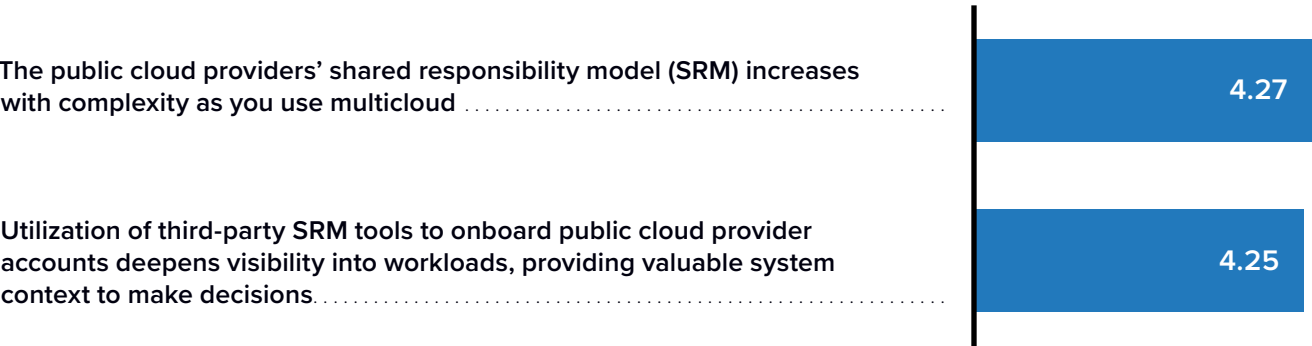 The public cloud providers’ shared responsibility model (SRM) increases
with complexity as you use multicloud
4.27
Utilization of third-party SRM tools to onboard public cloud provider
accounts deepens visibility into workloads, providing valuable system
context to make decisions
4.25